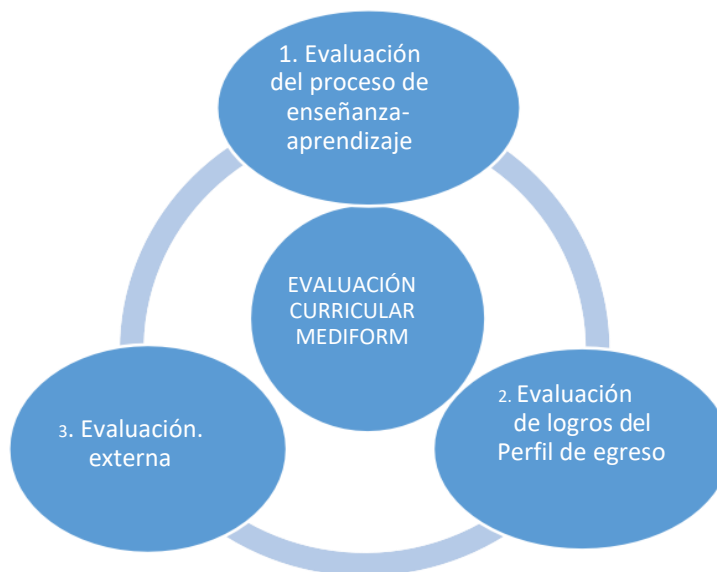 1. Evaluación
del proceso de
enseñanza-
aprendizaje
EVALUACIÓN
CURRICULAR
MEDIFORM
2. Evaluación
de logros del
Perfil de egreso
3. Evaluación.
externa